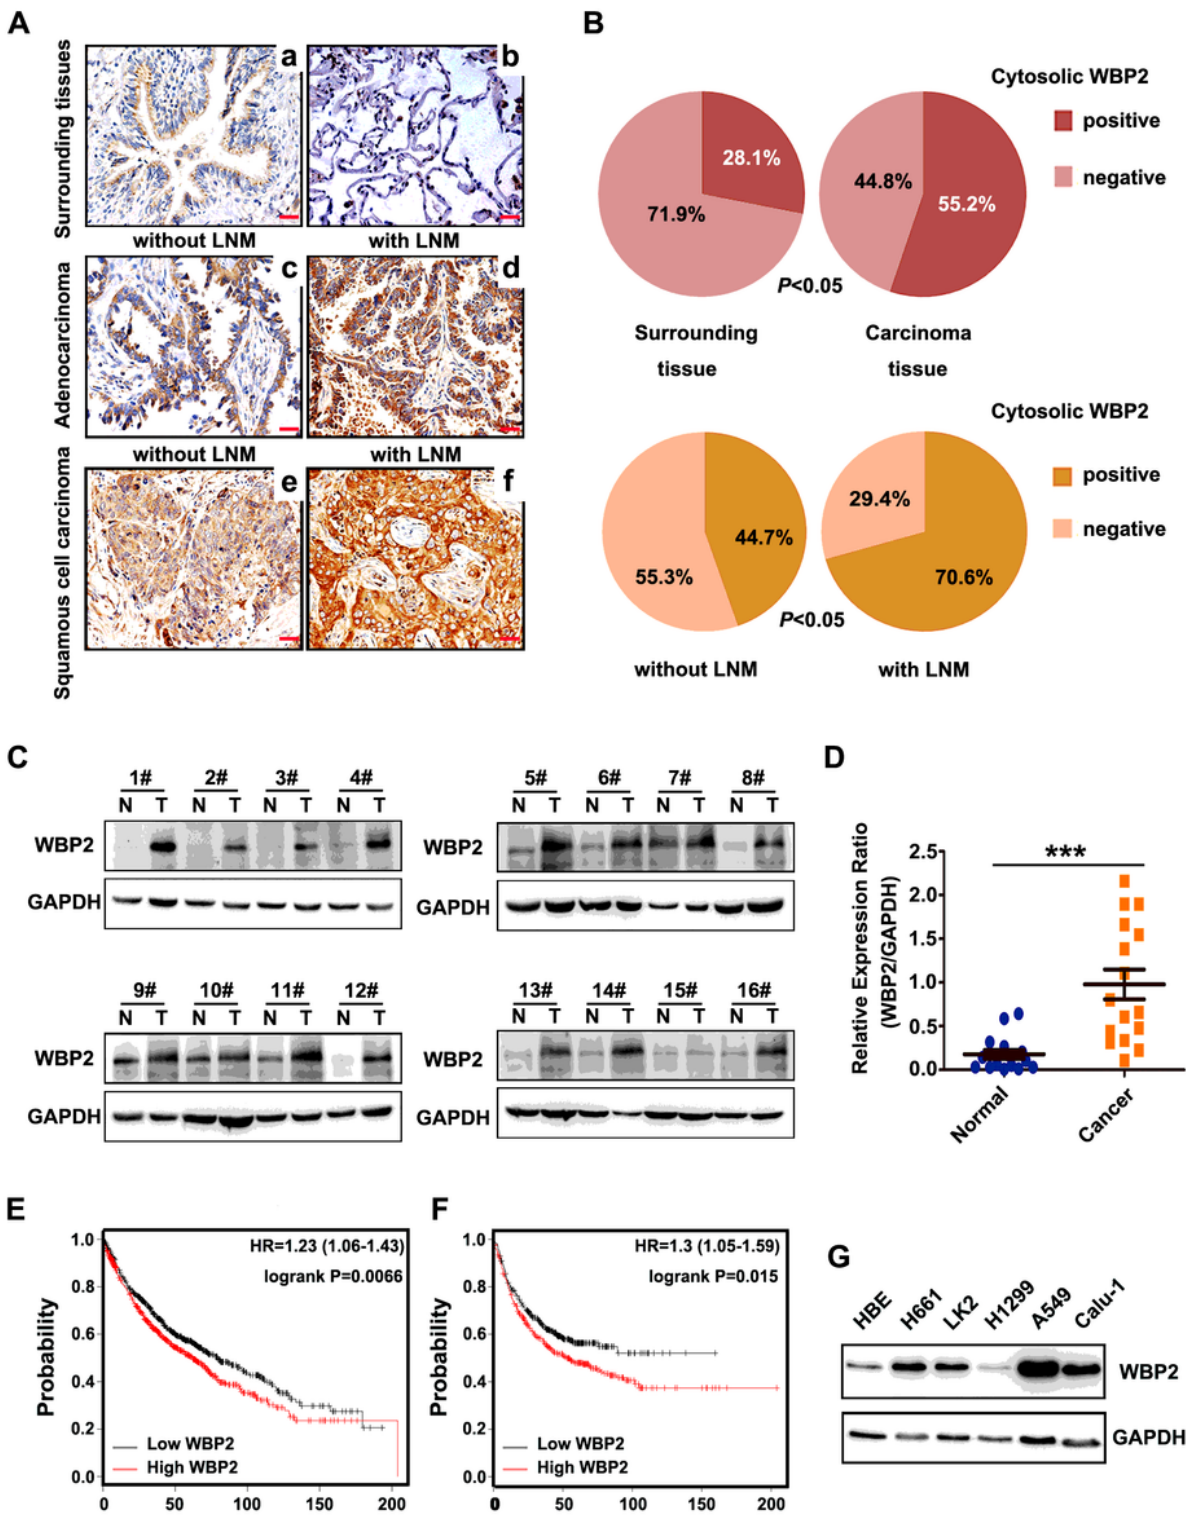 A
Surrounding tissues
a
b
without LNM
with LNM
Adenocarcinoma
c
d
without LNM
with LNM
Squamous cell carcinoma
e
f
B
Cytosolic WBP2
positive
negative
28.1%
71.9%
44.8%
55.2%
P<0.05
Surrounding
tissue
Carcinoma
tissue
Cytosolic WBP2
positive
negative
44.7%
55.3%
29.4%
70.6%
P<0.05
without LNM
with LNM
C
1# 2# 3# 4#
N T N T N T N T
WBP2
GAPDH
5# 6# 7# 8#
N T N T N T N T
WBP2
GAPDH
9# 10# 11# 12#
N T N T N T N T
WBP2
GAPDH
13# 14# 15# 16#
N T N T N T N T
WBP2
GAPDH
D
Relative Expression Ratio
(WBP2/GAPDH)
2.5
2.0
1.5
1.0
0.5
0.0
***
Normal
Cancer
E
Probability
1.0
0.8
0.6
0.4
0.2
0.0
HR=1.23 (1.06-1.43)
logrank P=0.0066
Low WBP2
High WBP2
0 50 100 150 200
F
Probability
1.0
0.8
0.6
0.4
0.2
0.0
HR=1.3 (1.05-1.59)
logrank P=0.015
Low WBP2
High WBP2
0 50 100 150 200
G
HBE H661 LK2 H1299 A549 Calu-1
WBP2
GAPDH